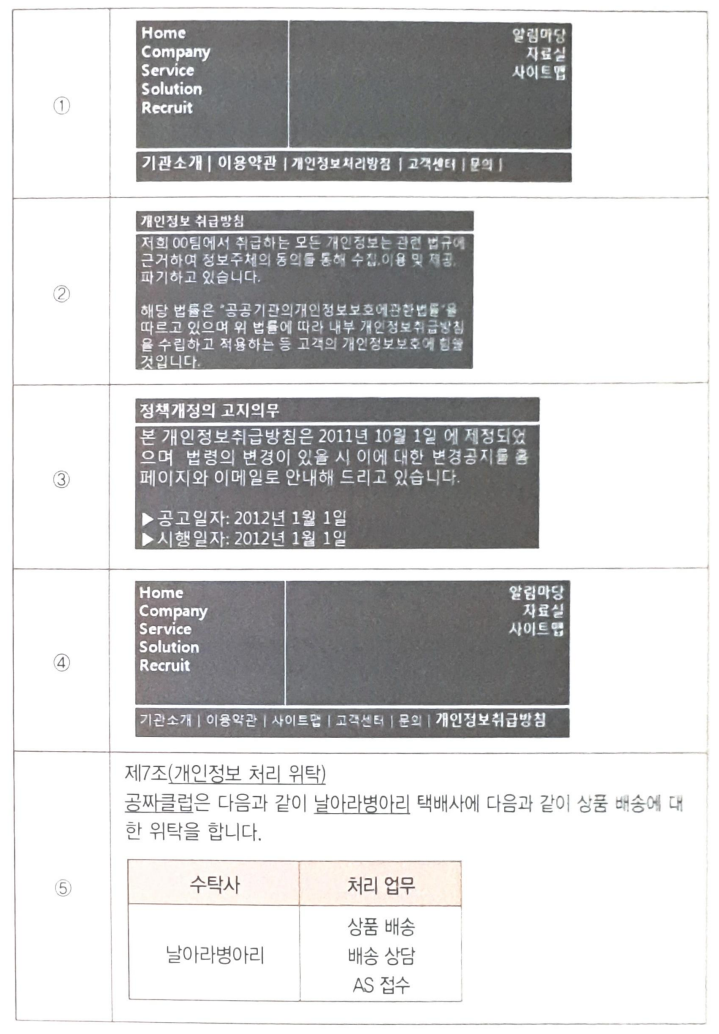 ①
Home
Company
Service
Solution
Recruit
알림마당
자료실
사이트맵
기관소개 | 이용약관 | 개인정보처리방침 | 고객센터 | 문의 |
②
개인정보 취급방침
저희 00팀에서 취급하는 모든 개인정보는 관련 법규에
근거하여 정보주체의 동의를 통해 수집.이용 및 제공.
파기하고 있습니다.
해당 법률은 "공공기관의개인정보보호에관한법률"을
따르고 있으며 위 법률에 따라 내부 개인정보취급방침
을 수립하고 적용하는 등 고객의 개인정보보호에 힘쓸
것입니다.
③
정책개정의 고지의무
본 개인정보취급방침은 2011년 10월 1일 에 제정되었
으며 법령의 변경이 있을 시 이에 대한 변경공지를 홈
페이지와 이메일로 안내해 드리고 있습니다.
▶공고일자: 2012년 1월 1일
▶시행일자: 2012년 1월 1일
④
Home
Company
Service
Solution
Recruit
알림마당
자료실
사이트맵
기관소개 | 이용약관 | 사이트맵 | 고객센터 | 문의 | 개인정보취급방침
⑤
제7조(개인정보 처리 위탁)
공짜클럽은 다음과 같이 날아라병아리 택배사에 다음과 같이 상품 배송에 대
한 위탁을 합니다.
수탁사 처리 업무
날아라병아리
상품 배송
배송 상담
AS 접수